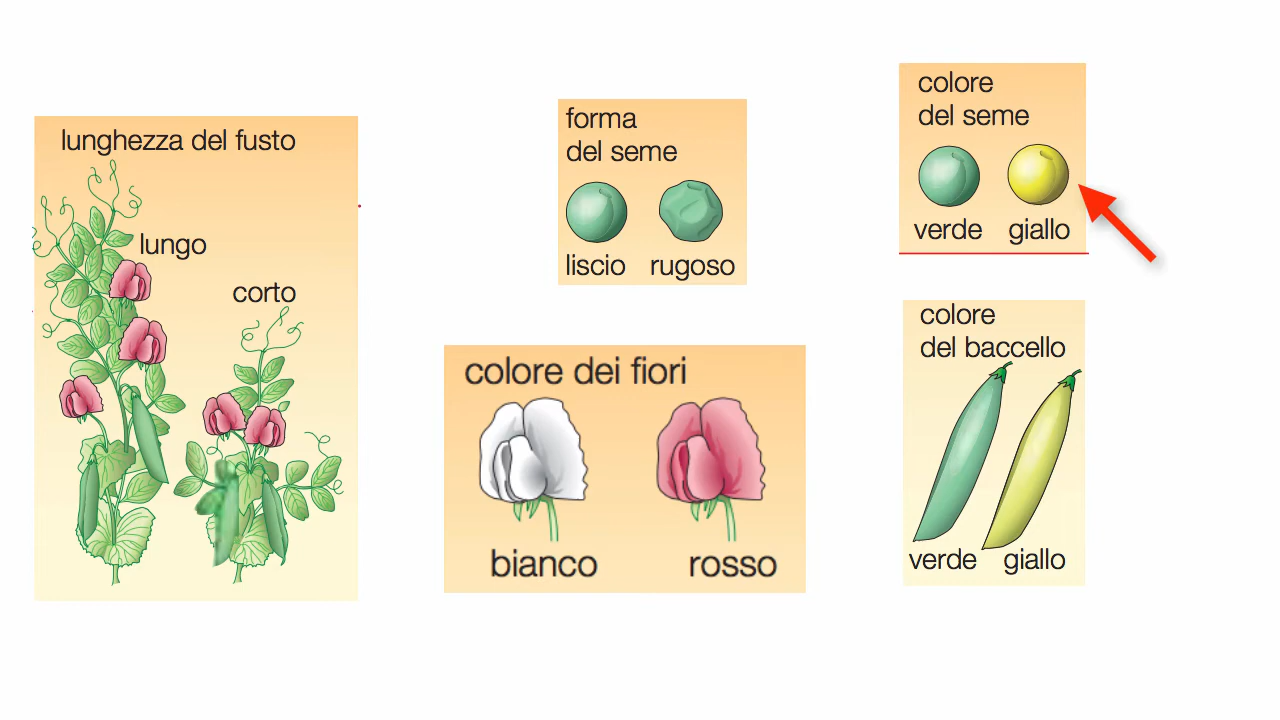 lunghezza del fusto
lungo
corto
forma
del seme
liscio rugoso
colore dei fiori
bianco rosso
colore
del seme
verde giallo
colore
del baccello
verde giallo